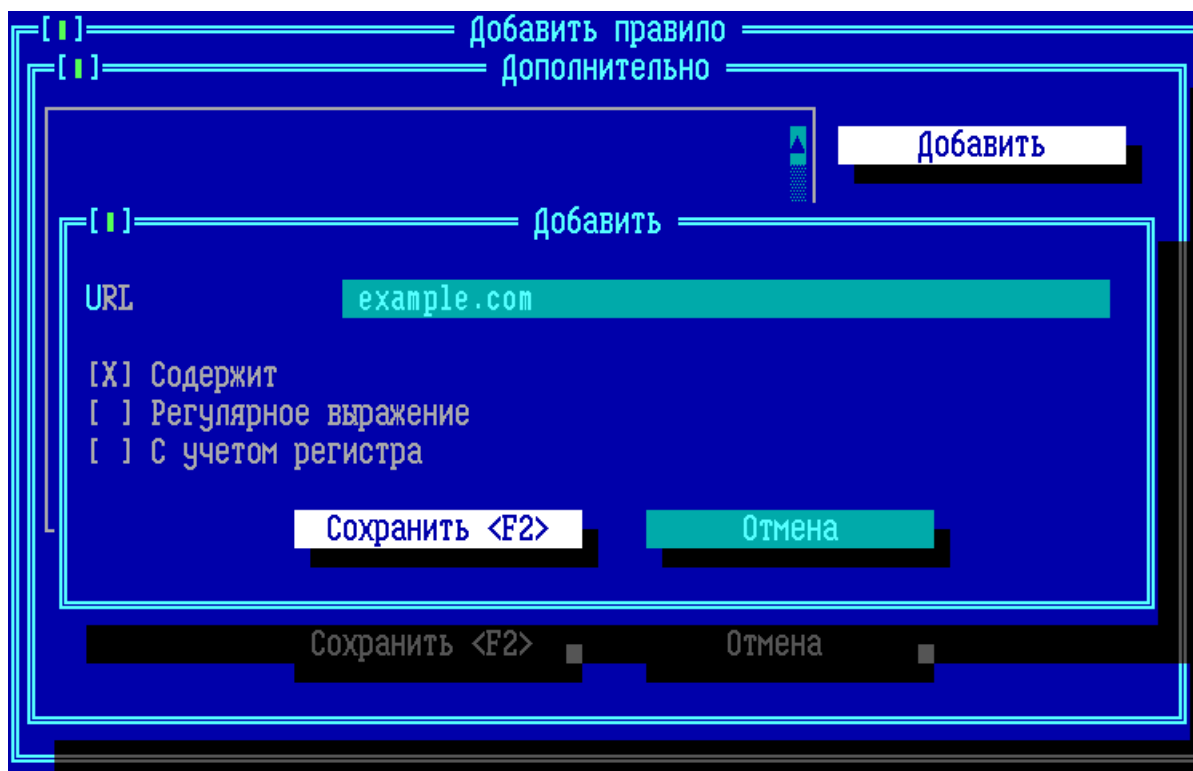 [▮] Добавить правило
[▮] Дополнительно
Добавить
[▮] Добавить
URL example.com
[X] Содержит
[ ] Регулярное выражение
[ ] С учетом регистра
Сохранить <F2> Отмена
Сохранить <F2> Отмена